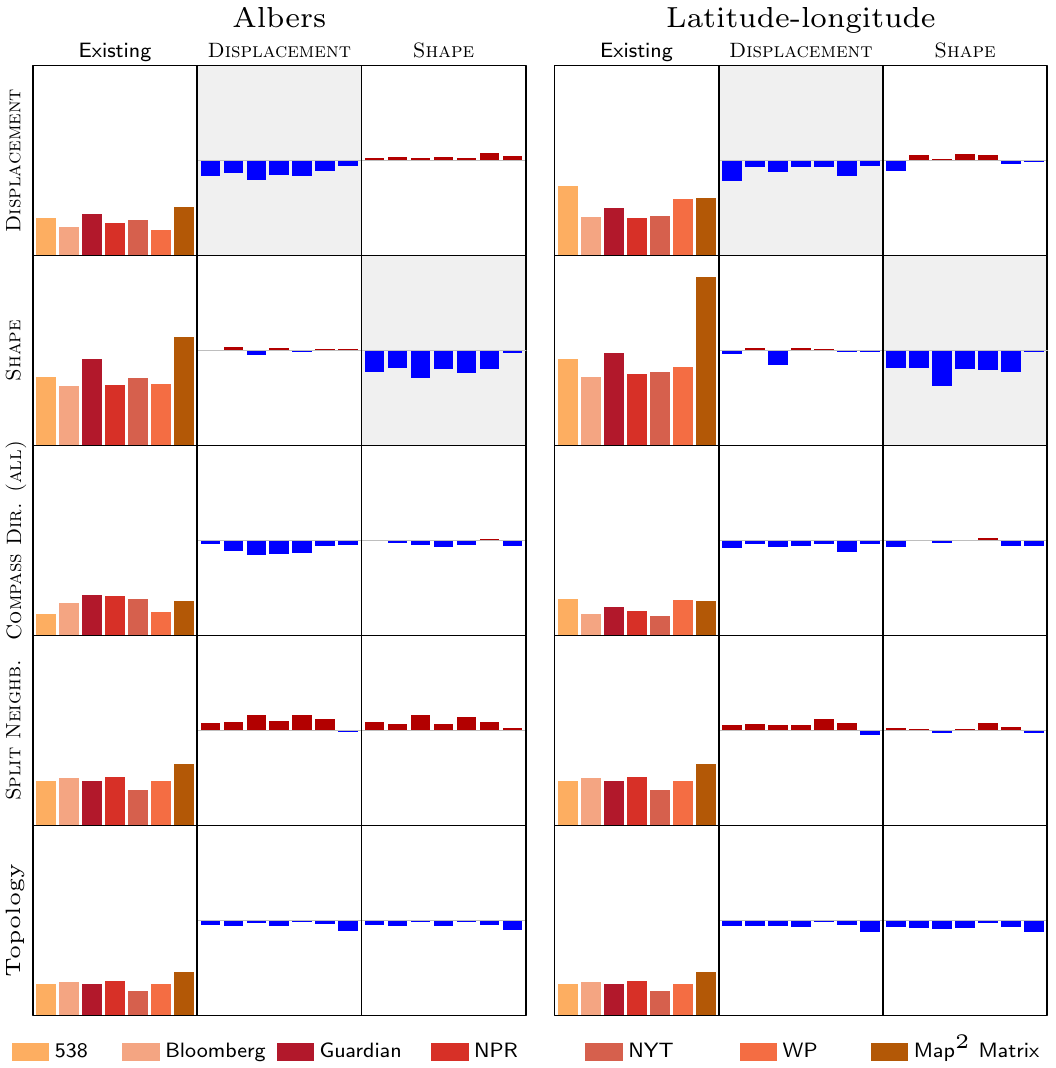 Albers
Latitude-longitude
Existing
Displacement
Shape
Existing
Displacement
Shape
Displacement
Shape
Compass Dir. (all)
Split Neighb.
Topology
538
Bloomberg
Guardian
NPR
NYT
WP
Map² Matrix